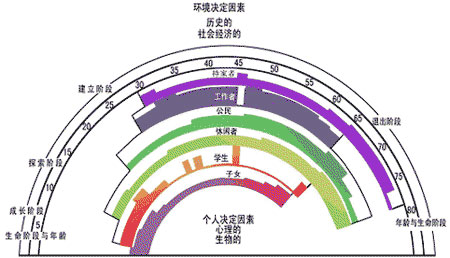 环境决定因素
历史的
社会经济的
45
40
50
35
55
30
持家者
60
建立阶段
25
工作者
65
公民
退出阶段
20
休闲者
70
15
学生
探索阶段
子女
75
10
成长阶段
个人决定因素
80
5
心理的
年龄与生命阶段
生命阶段与年龄
生物的